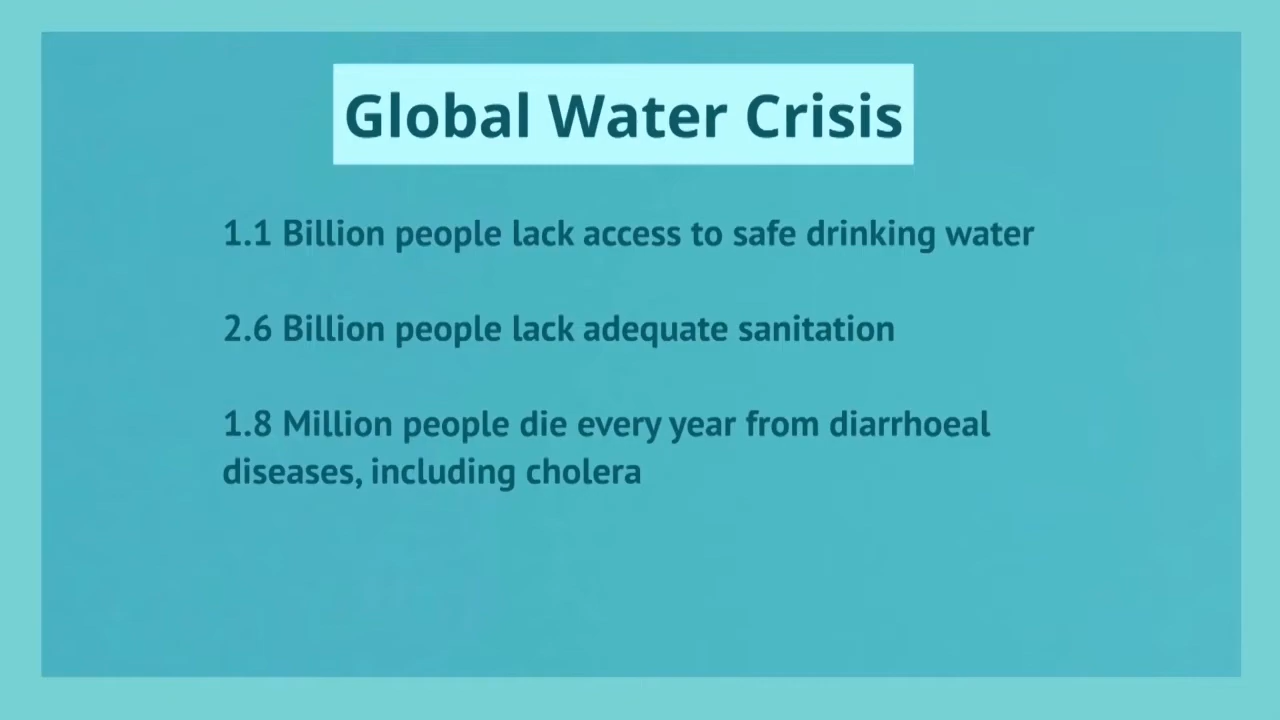 Global Water Crisis
1.1 Billion people lack access to safe drinking water
2.6 Billion people lack adequate sanitation
1.8 Million people die every year from diarrhoeal
diseases, including cholera